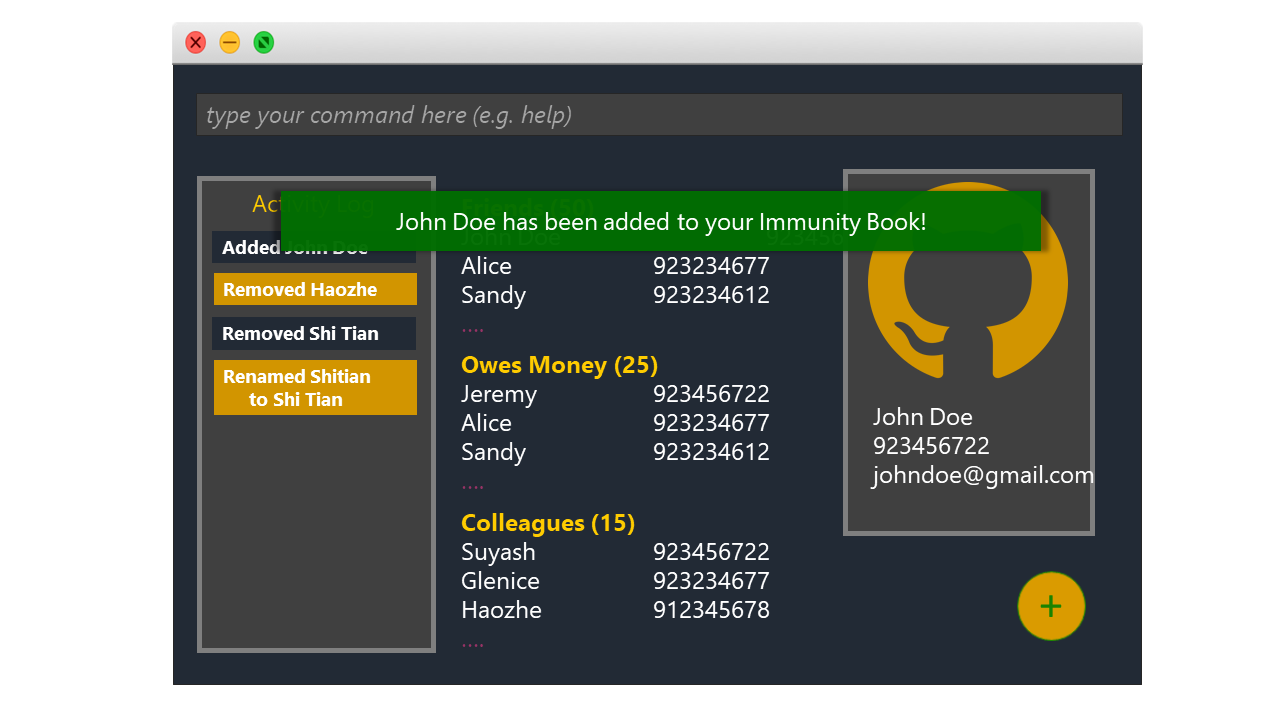 type your command here (e.g. help)
Activity Log
Added John Doe
Removed Haozhe
Removed Shi Tian
Renamed Shitian
to Shi Tian
John Doe has been added to your Immunity Book!
Friends (50)
John Doe 923456
Alice 923234677
Sandy 923234612
....
Owes Money (25)
Jeremy 923456722
Alice 923234677
Sandy 923234612
....
Colleagues (15)
Suyash 923456722
Glenice 923234677
Haozhe 912345678
....
John Doe
923456722
johndoe@gmail.com
+